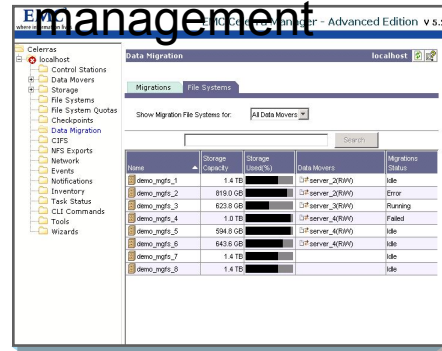 management
EMC
where information lives
EMC Celerra Manager - Advanced Edition v 5.
Celerras
localhost
Control Stations
Data Movers
Storage
File Systems
File System Quotas
Checkpoints
Data Migration
CIFS
NFS Exports
Network
Events
Notifications
Inventory
Task Status
CLI Commands
Tools
Wizards
Data Migration localhost
Migrations File Systems
Show Migration File Systems for: All Data Movers
Search
Name Storage Capacity Storage Used(%) Data Movers Migrations Status
demo_mgfs_1 1.4 TB server_2(RW) Idle
demo_mgfs_2 819.0 GB server_2(RW) Error
demo_mgfs_3 623.8 GB server_3(RW) Running
demo_mgfs_4 1.0 TB server_4(RW) Failed
demo_mgfs_5 594.8 GB server_4(RW) Idle
demo_mgfs_6 643.6 GB server_4(RW) Idle
demo_mgfs_7 1.4 TB Idle
demo_mgfs_8 1.4 TB Idle